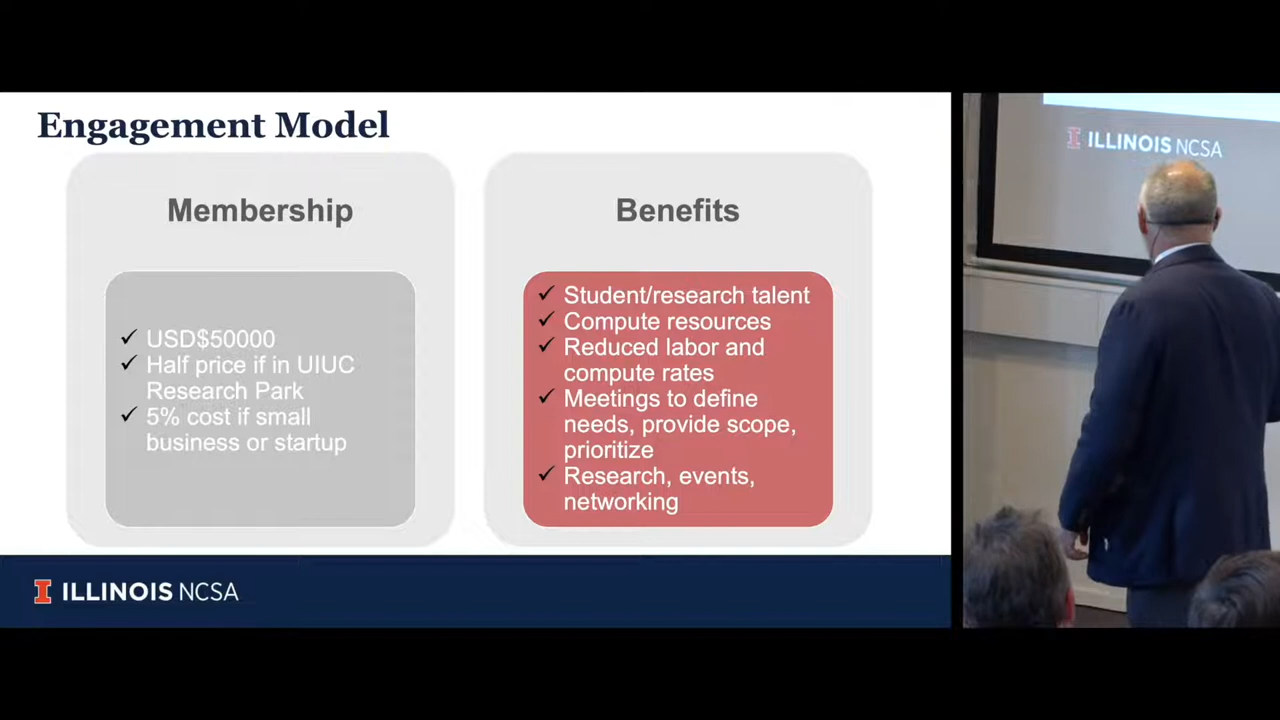 Engagement Model
Membership
USD$50000
Half price if in UIUC
Research Park
5% cost if small
business or startup
Benefits
Student/research talent
Compute resources
Reduced labor and
compute rates
Meetings to define
needs, provide scope,
prioritize
Research, events,
networking
I ILLINOIS NCSA
I ILLINOIS NCSA